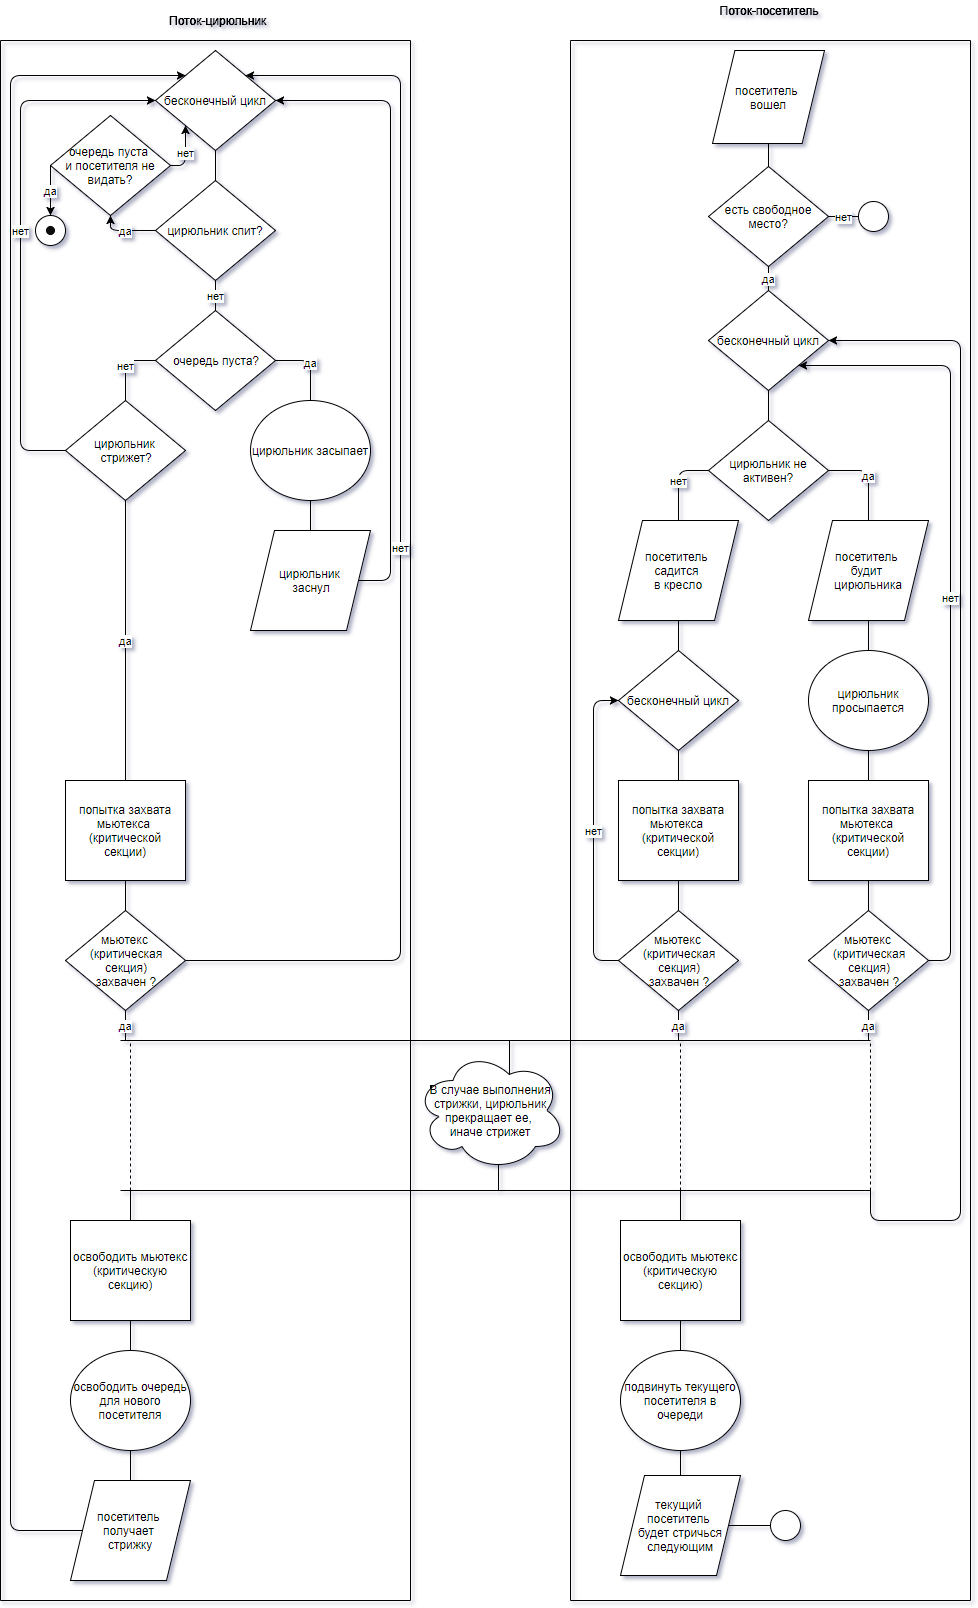 Поток-цирюльник
бесконечный цикл
очередь пуста
и посетителя не
видать?
нет
да
цирюльник спит?
да
нет
нет
очередь пуста?
нет
да
цирюльник
стрижет?
цирюльник засыпает
цирюльник
заснул
нет
да
попытка захвата
мьютекса
(критической
секции)
мьютекс
(критическая
секция)
захвачен ?
да
освободить мьютекс
(критическую
секцию)
освободить очередь
для нового
посетителя
посетитель
получает
стрижку
В случае выполнения
стрижки, цирюльник
прекращает ее,
иначе стрижет
Поток-посетитель
посетитель
вошел
есть свободное
место?
нет
да
бесконечный цикл
цирюльник не
активен?
нет
да
посетитель
садится
в кресло
посетитель
будит
цирюльника
нет
бесконечный цикл
цирюльник
просыпается
попытка захвата
мьютекса
(критической
секции)
попытка захвата
мьютекса
(критической
секции)
нет
мьютекс
(критическая
секция)
захвачен ?
мьютекс
(критическая
секция)
захвачен ?
да
да
освободить мьютекс
(критическую
секцию)
подвинуть текущего
посетителя в
очереди
текущий
посетитель
будет стричься
следующим